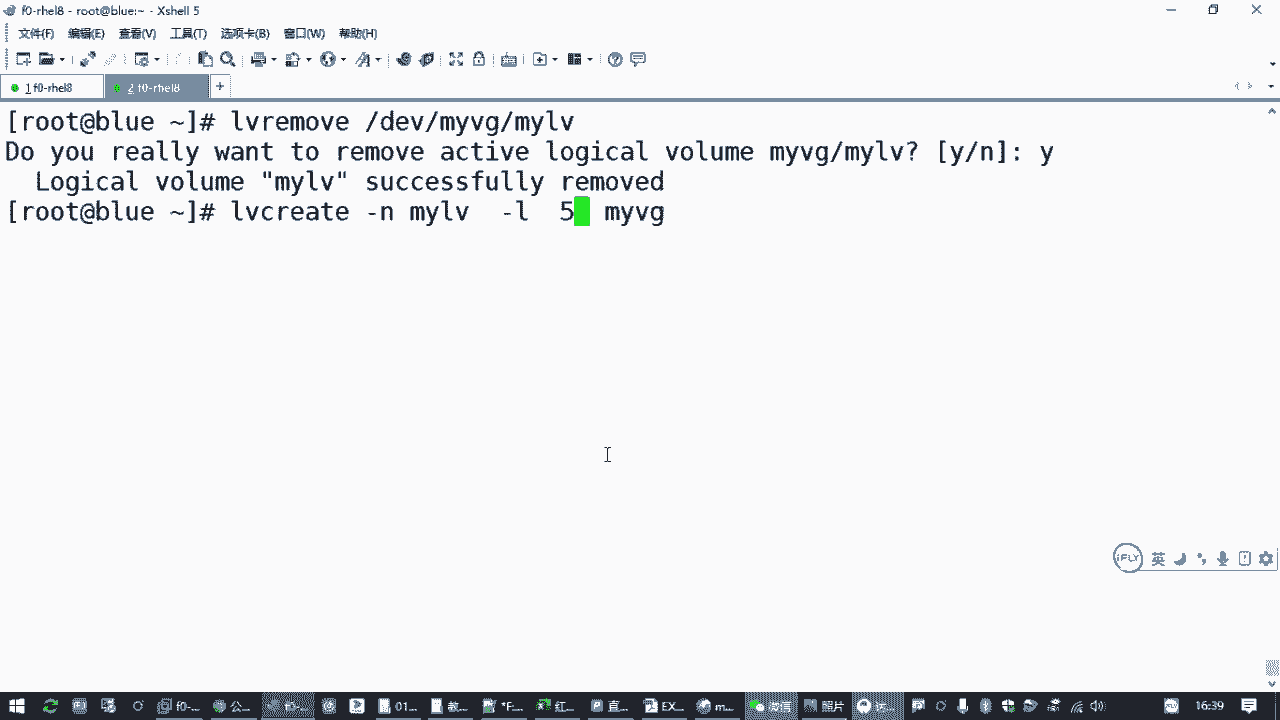 f0-rhel8 - root@blue:~ - Xshell 5
文件(F) 编辑(E) 查看(V) 工具(T) 选项卡(B) 窗口(W) 帮助(H)
1 f0-rhel8 2 f0-rhel8 +
[root@blue ~]# lvremove /dev/myvg/mylv
Do you really want to remove active logical volume myvg/mylv? [y/n]: y
Logical volume "mylv" successfully removed
[root@blue ~]# lvcreate -n mylv -l 5 myvg
iFLY 英
f0-... 公... 01... 教... *F... 红... 直... EX... m... 微信 照片 16:39